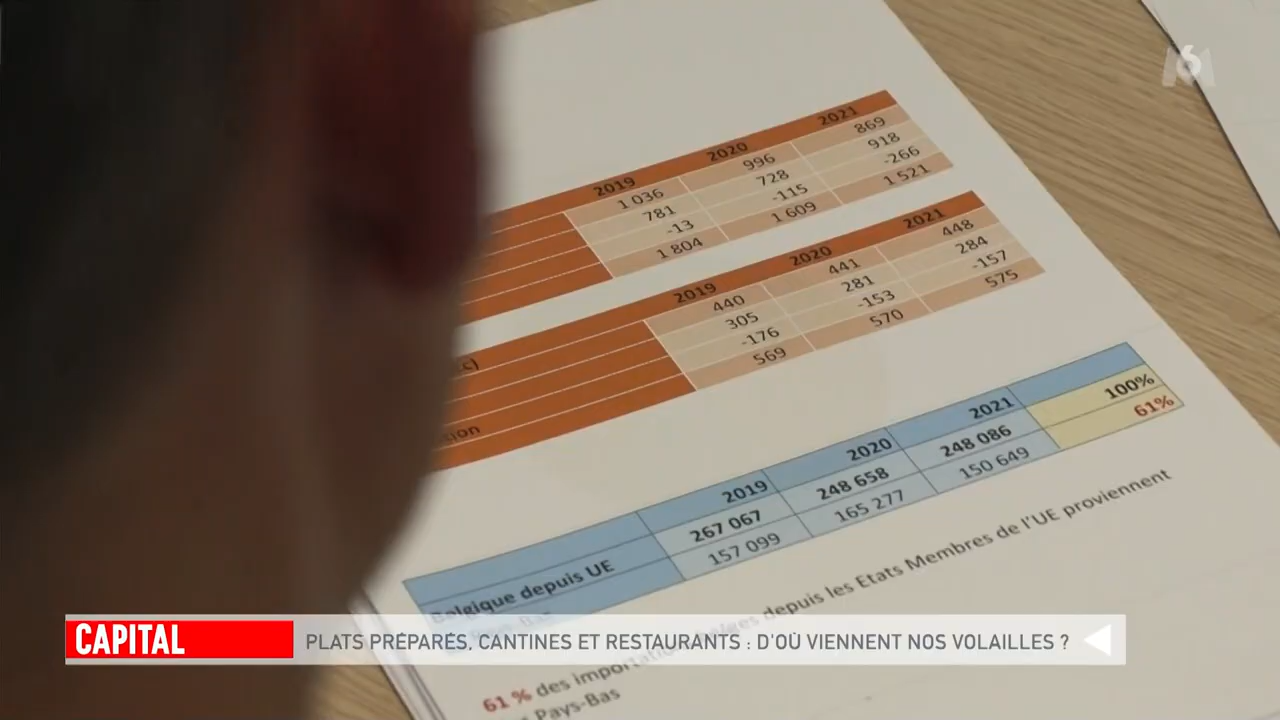 M6
2019 2020 2021
1 036 996 869
781 728 918
-13 -115 -266
1 804 1 609 1 521
2019 2020 2021
440 441 448
305 281 284
-176 -153 -157
569 570 575
2019 2020 2021
Belgique depuis UE 267 067 248 658 248 086 100%
157 099 165 277 150 649 61%
61 % des depuis les Etats Membres de l'UE proviennent
Pays-Bas
CAPITAL PLATS PRÉPARÉS, CANTINES ET RESTAURANTS : D'OÙ VIENNENT NOS VOLAILLES ?